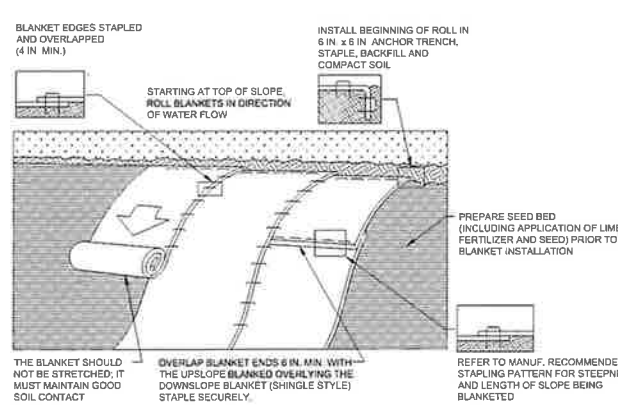 BLANKET EDGES STAPLED
AND OVERLAPPED
(4 IN. MIN.)
INSTALL BEGINNING OF ROLL IN
6 IN. x 6 IN. ANCHOR TRENCH,
STAPLE, BACKFILL AND
COMPACT SOIL
STARTING AT TOP OF SLOPE,
ROLL BLANKETS IN DIRECTION
OF WATER FLOW
PREPARE SEED BED
(INCLUDING APPLICATION OF LIME
FERTILIZER AND SEED) PRIOR TO
BLANKET INSTALLATION
THE BLANKET SHOULD
NOT BE STRETCHED; IT
MUST MAINTAIN GOOD
SOIL CONTACT
OVERLAP BLANKET ENDS 6 IN. MIN. WITH
THE UPSLOPE BLANKED OVERLYING THE
DOWNSLOPE BLANKET (SHINGLE STYLE)
STAPLE SECURELY.
REFER TO MANUF. RECOMMENDE
STAPLING PATTERN FOR STEEPNE
AND LENGTH OF SLOPE BEING
BLANKETED